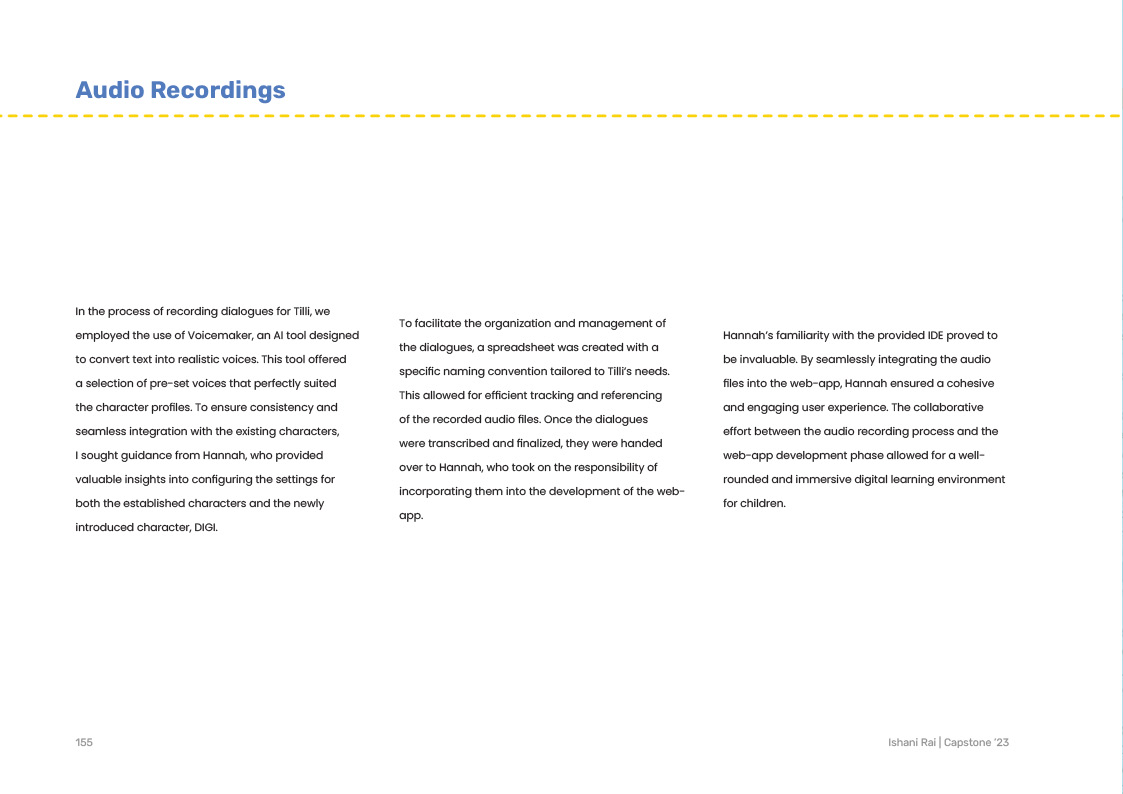 Audio Recordings
In the process of recording dialogues for Tilli, we
employed the use of Voicemaker, an AI tool designed
to convert text into realistic voices. This tool offered
a selection of pre-set voices that perfectly suited
the character profiles. To ensure consistency and
seamless integration with the existing characters,
I sought guidance from Hannah, who provided
valuable insights into configuring the settings for
both the established characters and the newly
introduced character, DIGI.
To facilitate the organization and management of
the dialogues, a spreadsheet was created with a
specific naming convention tailored to Tilli's needs.
This allowed for efficient tracking and referencing
of the recorded audio files. Once the dialogues
were transcribed and finalized, they were handed
over to Hannah, who took on the responsibility of
incorporating them into the development of the web-
app.
Hannah's familiarity with the provided IDE proved to
be invaluable. By seamlessly integrating the audio
files into the web-app, Hannah ensured a cohesive
and engaging user experience. The collaborative
effort between the audio recording process and the
web-app development phase allowed for a well-
rounded and immersive digital learning environment
for children.
155
Ishani Rai | Capstone '23